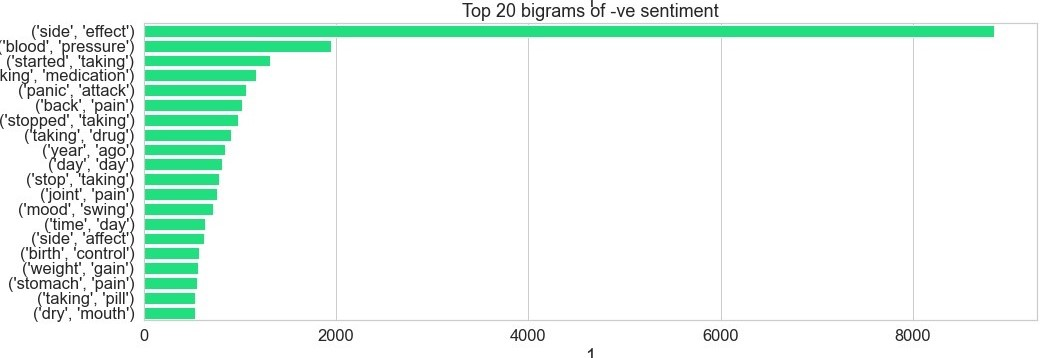 Top 20 bigrams of -ve sentiment
('side', 'effect')
'blood', 'pressure')
('started', 'taking')
king', 'medication')
('panic', 'attack')
('back', 'pain')
'stopped', 'taking')
('taking', 'drug')
('year', 'ago')
('day', 'day')
('stop', 'taking')
('joint', 'pain')
('mood', 'swing')
('time', 'day')
('side', 'affect')
('birth', 'control')
('weight', 'gain')
('stomach', 'pain')
('taking', 'pill')
('dry', 'mouth')
0 2000 4000 6000 8000